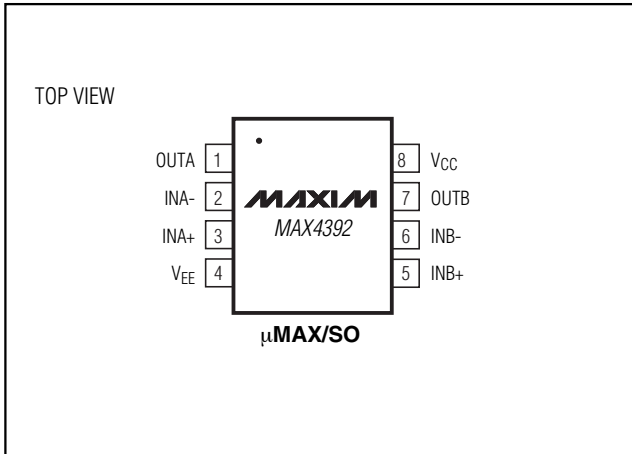 TOP VIEW
OUTA 1 8 VCC
INA- 2 MAXIM 7 OUTB
INA+ 3 MAX4392 6 INB-
VEE 4 5 INB+
μMAX/SO